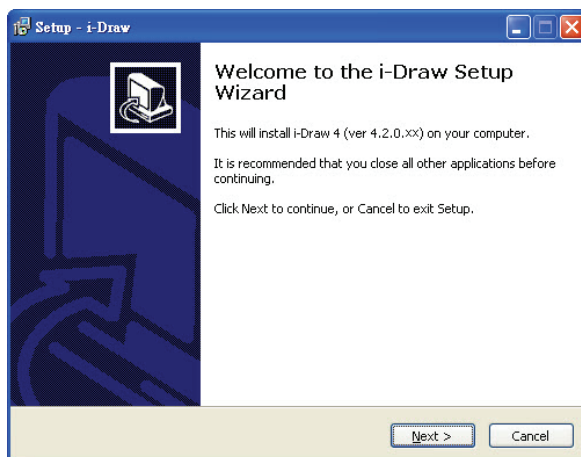 Setup - i-Draw
Welcome to the i-Draw Setup
Wizard
This will install i-Draw 4 (ver 4.2.0.xx) on your computer.
It is recommended that you close all other applications before
continuing.
Click Next to continue, or Cancel to exit Setup.
Next >
Cancel